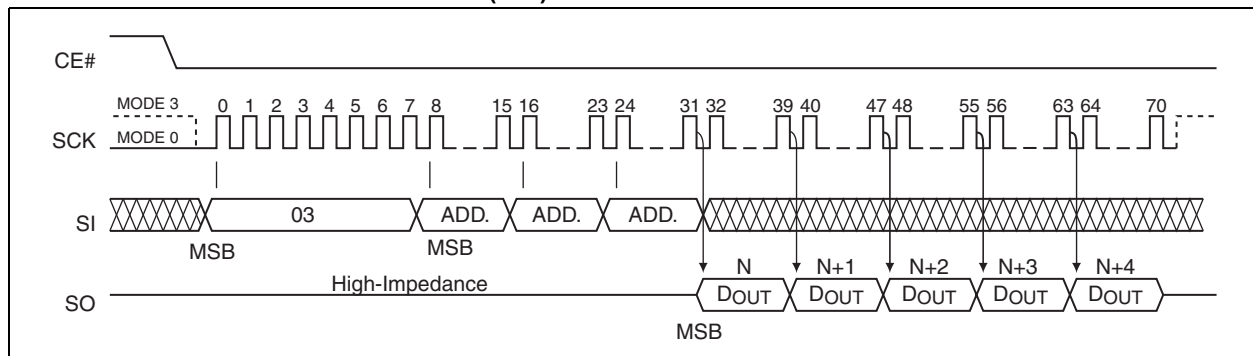 CE#
MODE 3
0 1 2 3 4 5 6 7 8 15 16 23 24 31 32 39 40 47 48 55 56 63 64 70
SCK
MODE 0
SI
03
ADD.
ADD.
ADD.
MSB
MSB
High-Impedance
N
N+1
N+2
N+3
N+4
SO
DOUT
DOUT
DOUT
DOUT
DOUT
MSB